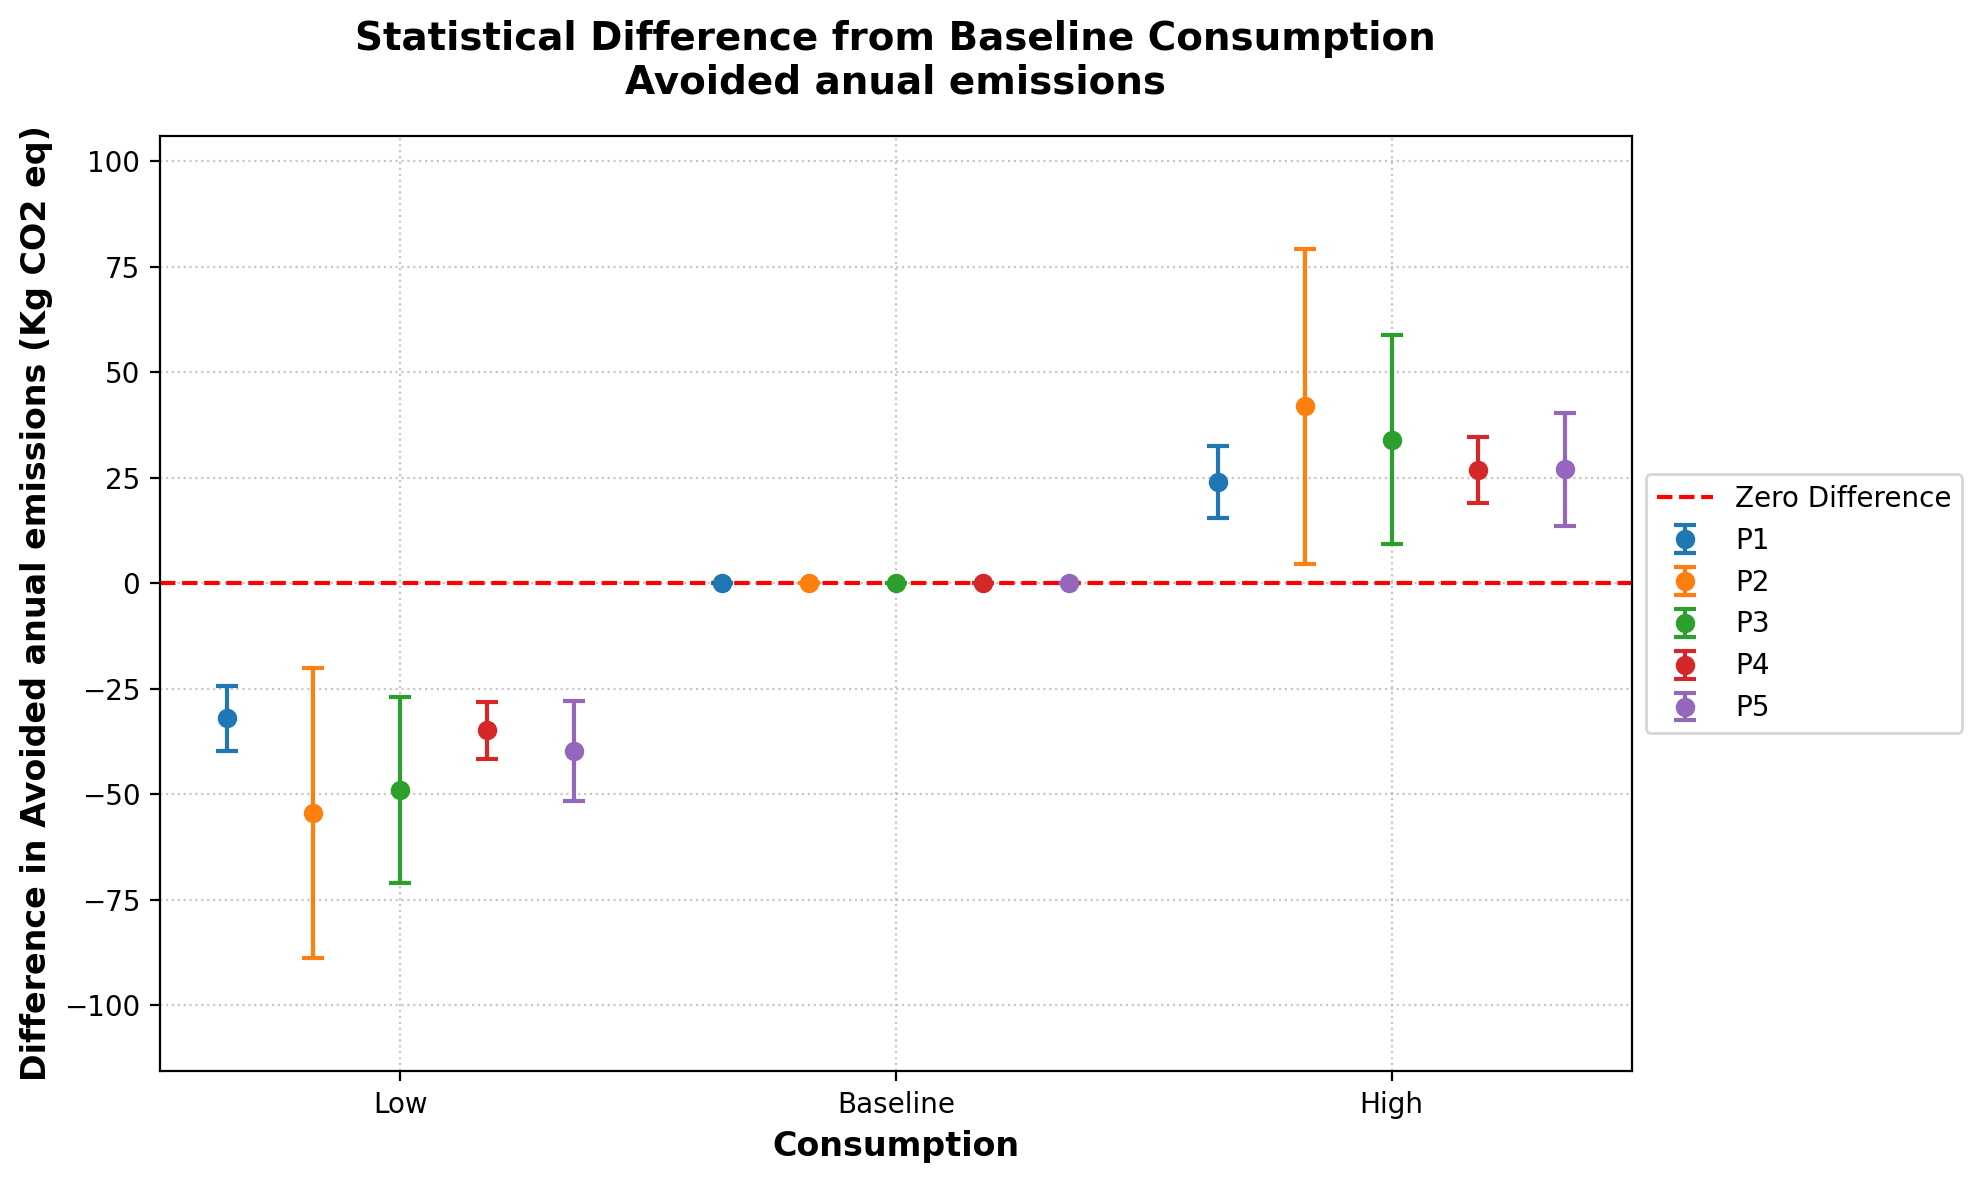 Statistical Difference from Baseline Consumption
Avoided anual emissions
Difference in Avoided anual emissions (Kg CO2 eq)
100
75
50
25
0
−25
−50
−75
−100
Low
Baseline
High
Consumption
Zero Difference
P1
P2
P3
P4
P5